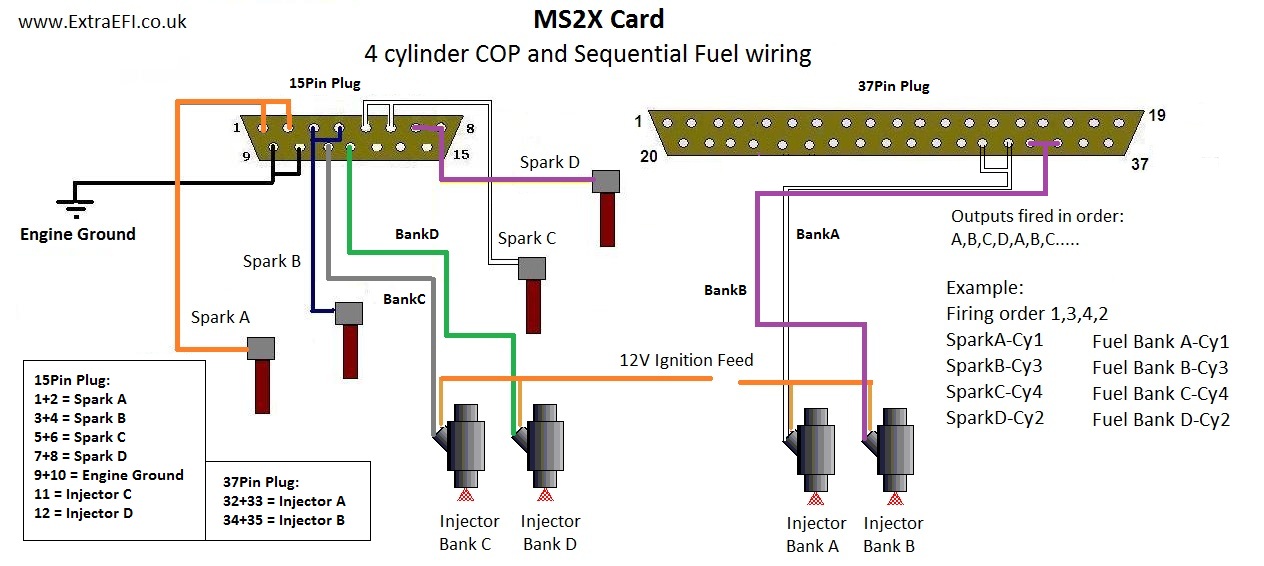 www.ExtraEFI.co.uk
MS2X Card
4 cylinder COP and Sequential Fuel wiring
15Pin Plug
37Pin Plug
1
8
9
15
1
19
20
37
Engine Ground
Spark D
Spark C
Spark B
Spark A
BankD
BankC
BankA
BankB
Outputs fired in order:
A,B,C,D,A,B,C.....
Example:
Firing order 1,3,4,2
SparkA-Cy1 Fuel Bank A-Cy1
SparkB-Cy3 Fuel Bank B-Cy3
SparkC-Cy4 Fuel Bank C-Cy4
SparkD-Cy2 Fuel Bank D-Cy2
12V Ignition Feed
15Pin Plug:
1+2 = Spark A
3+4 = Spark B
5+6 = Spark C
7+8 = Spark D
9+10 = Engine Ground
11 = Injector C
12 = Injector D
37Pin Plug:
32+33 = Injector A
34+35 = Injector B
Injector
Bank C
Injector
Bank D
Injector
Bank A
Injector
Bank B